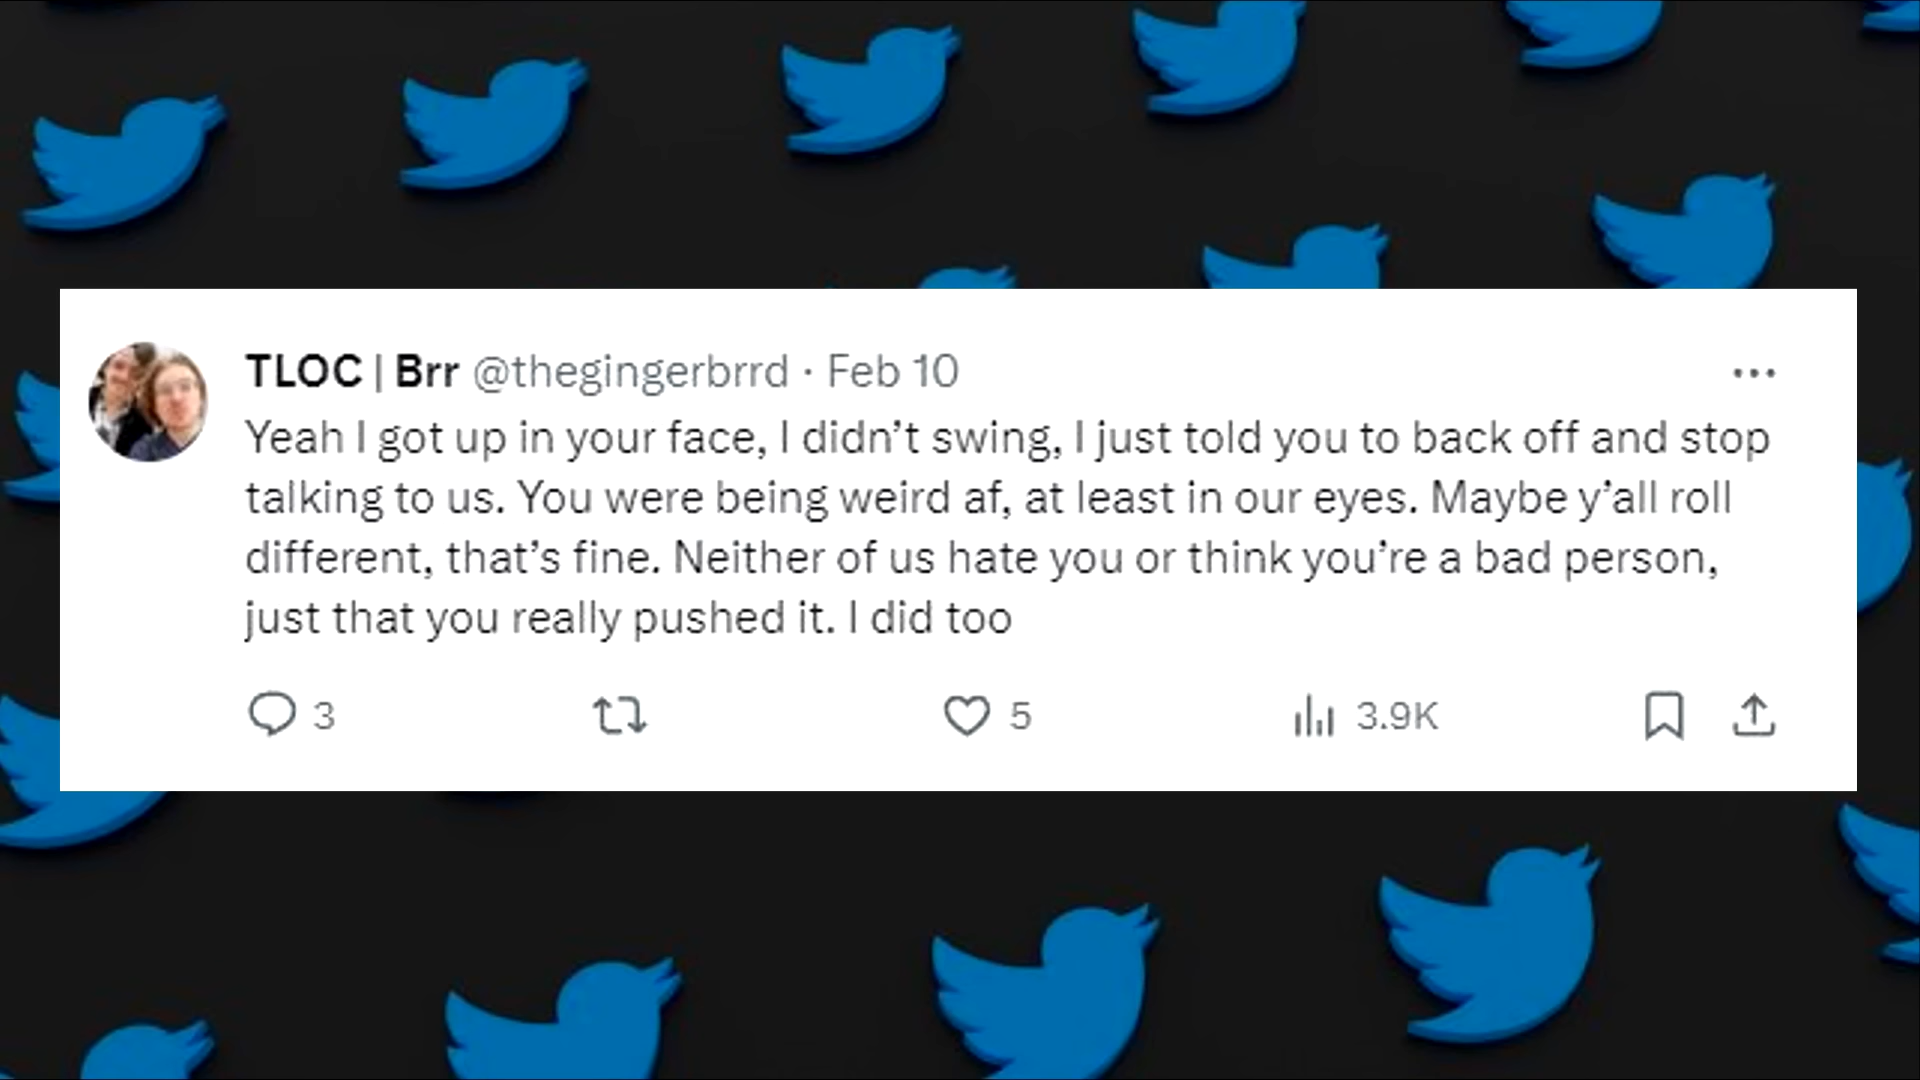 TLOC | Brr @thegingerbrrd · Feb 10
Yeah I got up in your face, I didn’t swing, I just told you to back off and stop
talking to us. You were being weird af, at least in our eyes. Maybe y’all roll
different, that’s fine. Neither of us hate you or think you’re a bad person,
just that you really pushed it. I did too
3 5 3.9K